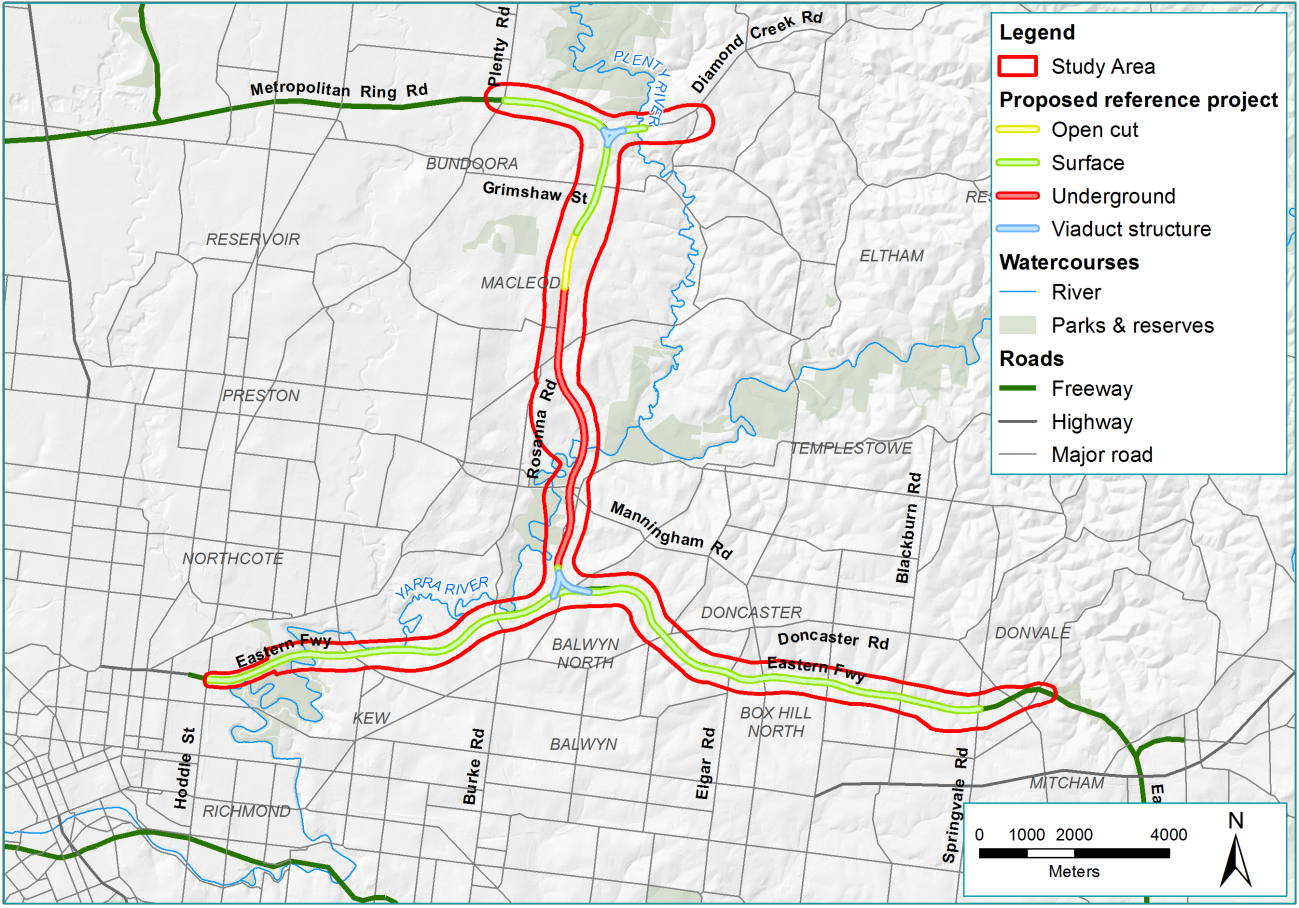 Plenty Rd
Diamond Creek Rd
PLENTY RIVER
Metropolitan Ring Rd
BUNDOORA
Grimshaw St
RESERVOIR
MACLEOD
ELTHAM
PRESTON
Rosanna Rd
TEMPLESTOWE
Blackburn Rd
Manningham Rd
NORTHCOTE
YARRA RIVER
DONCASTER
Doncaster Rd
DONVALE
Eastern Fwy
BALWYN
NORTH
Eastern Fwy
KEW
BOX HILL
NORTH
BALWYN
Hoddle St
Burke Rd
Elgar Rd
Springvale Rd
MITCHAM
RICHMOND
Legend
Study Area
Proposed reference project
Open cut
Surface
Underground
Viaduct structure
Watercourses
River
Parks & reserves
Roads
Freeway
Highway
Major road
N
0 1000 2000 4000
Meters